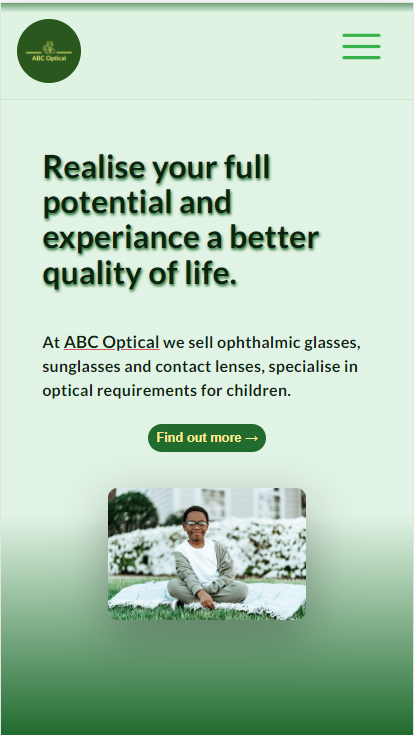 ABC Optical
Realise your full
potential and
experiance a better
quality of life.
At ABC Optical we sell ophthalmic glasses,
sunglasses and contact lenses, specialise in
optical requirements for children.
Find out more →